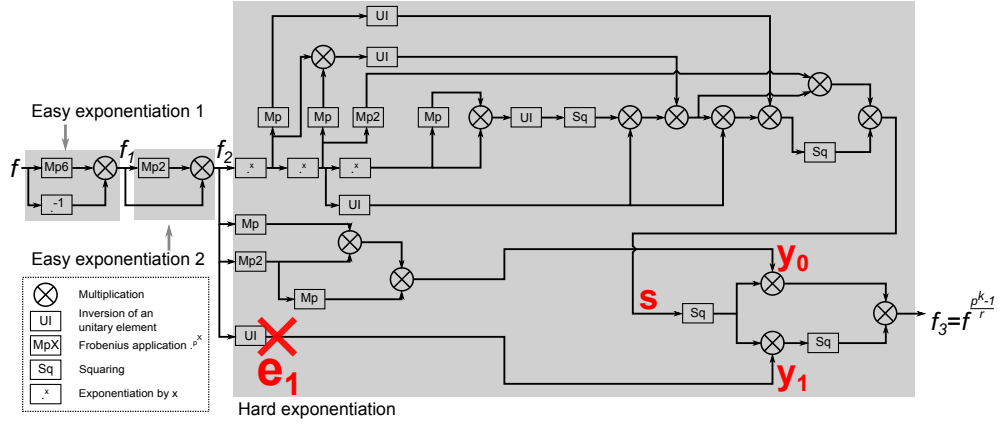 UI
UI
Mp
Mp
Mp2
Mp
UI
Sq
Sq
Easy exponentiation 1
f
Mp6
.-1
f1
Mp2
f2
.x
.x
.x
UI
Easy exponentiation 2
Mp
Mp2
Mp
y0
s
Sq
Sq
f3=f (p^k-1)/r
UI
e1
y1
Multiplication
UI Inversion of an
unitary element
MpX Frobenius application .p^X
Sq Squaring
.x Exponentiation by x
Hard exponentiation